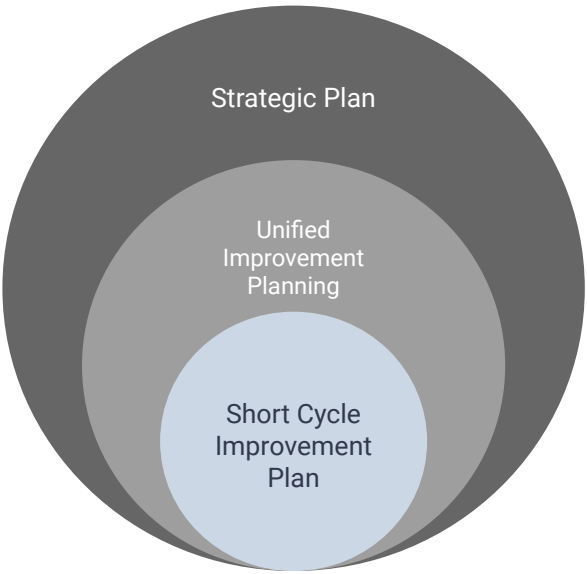 Strategic Plan
Unified
Improvement
Planning
Short Cycle
Improvement
Plan